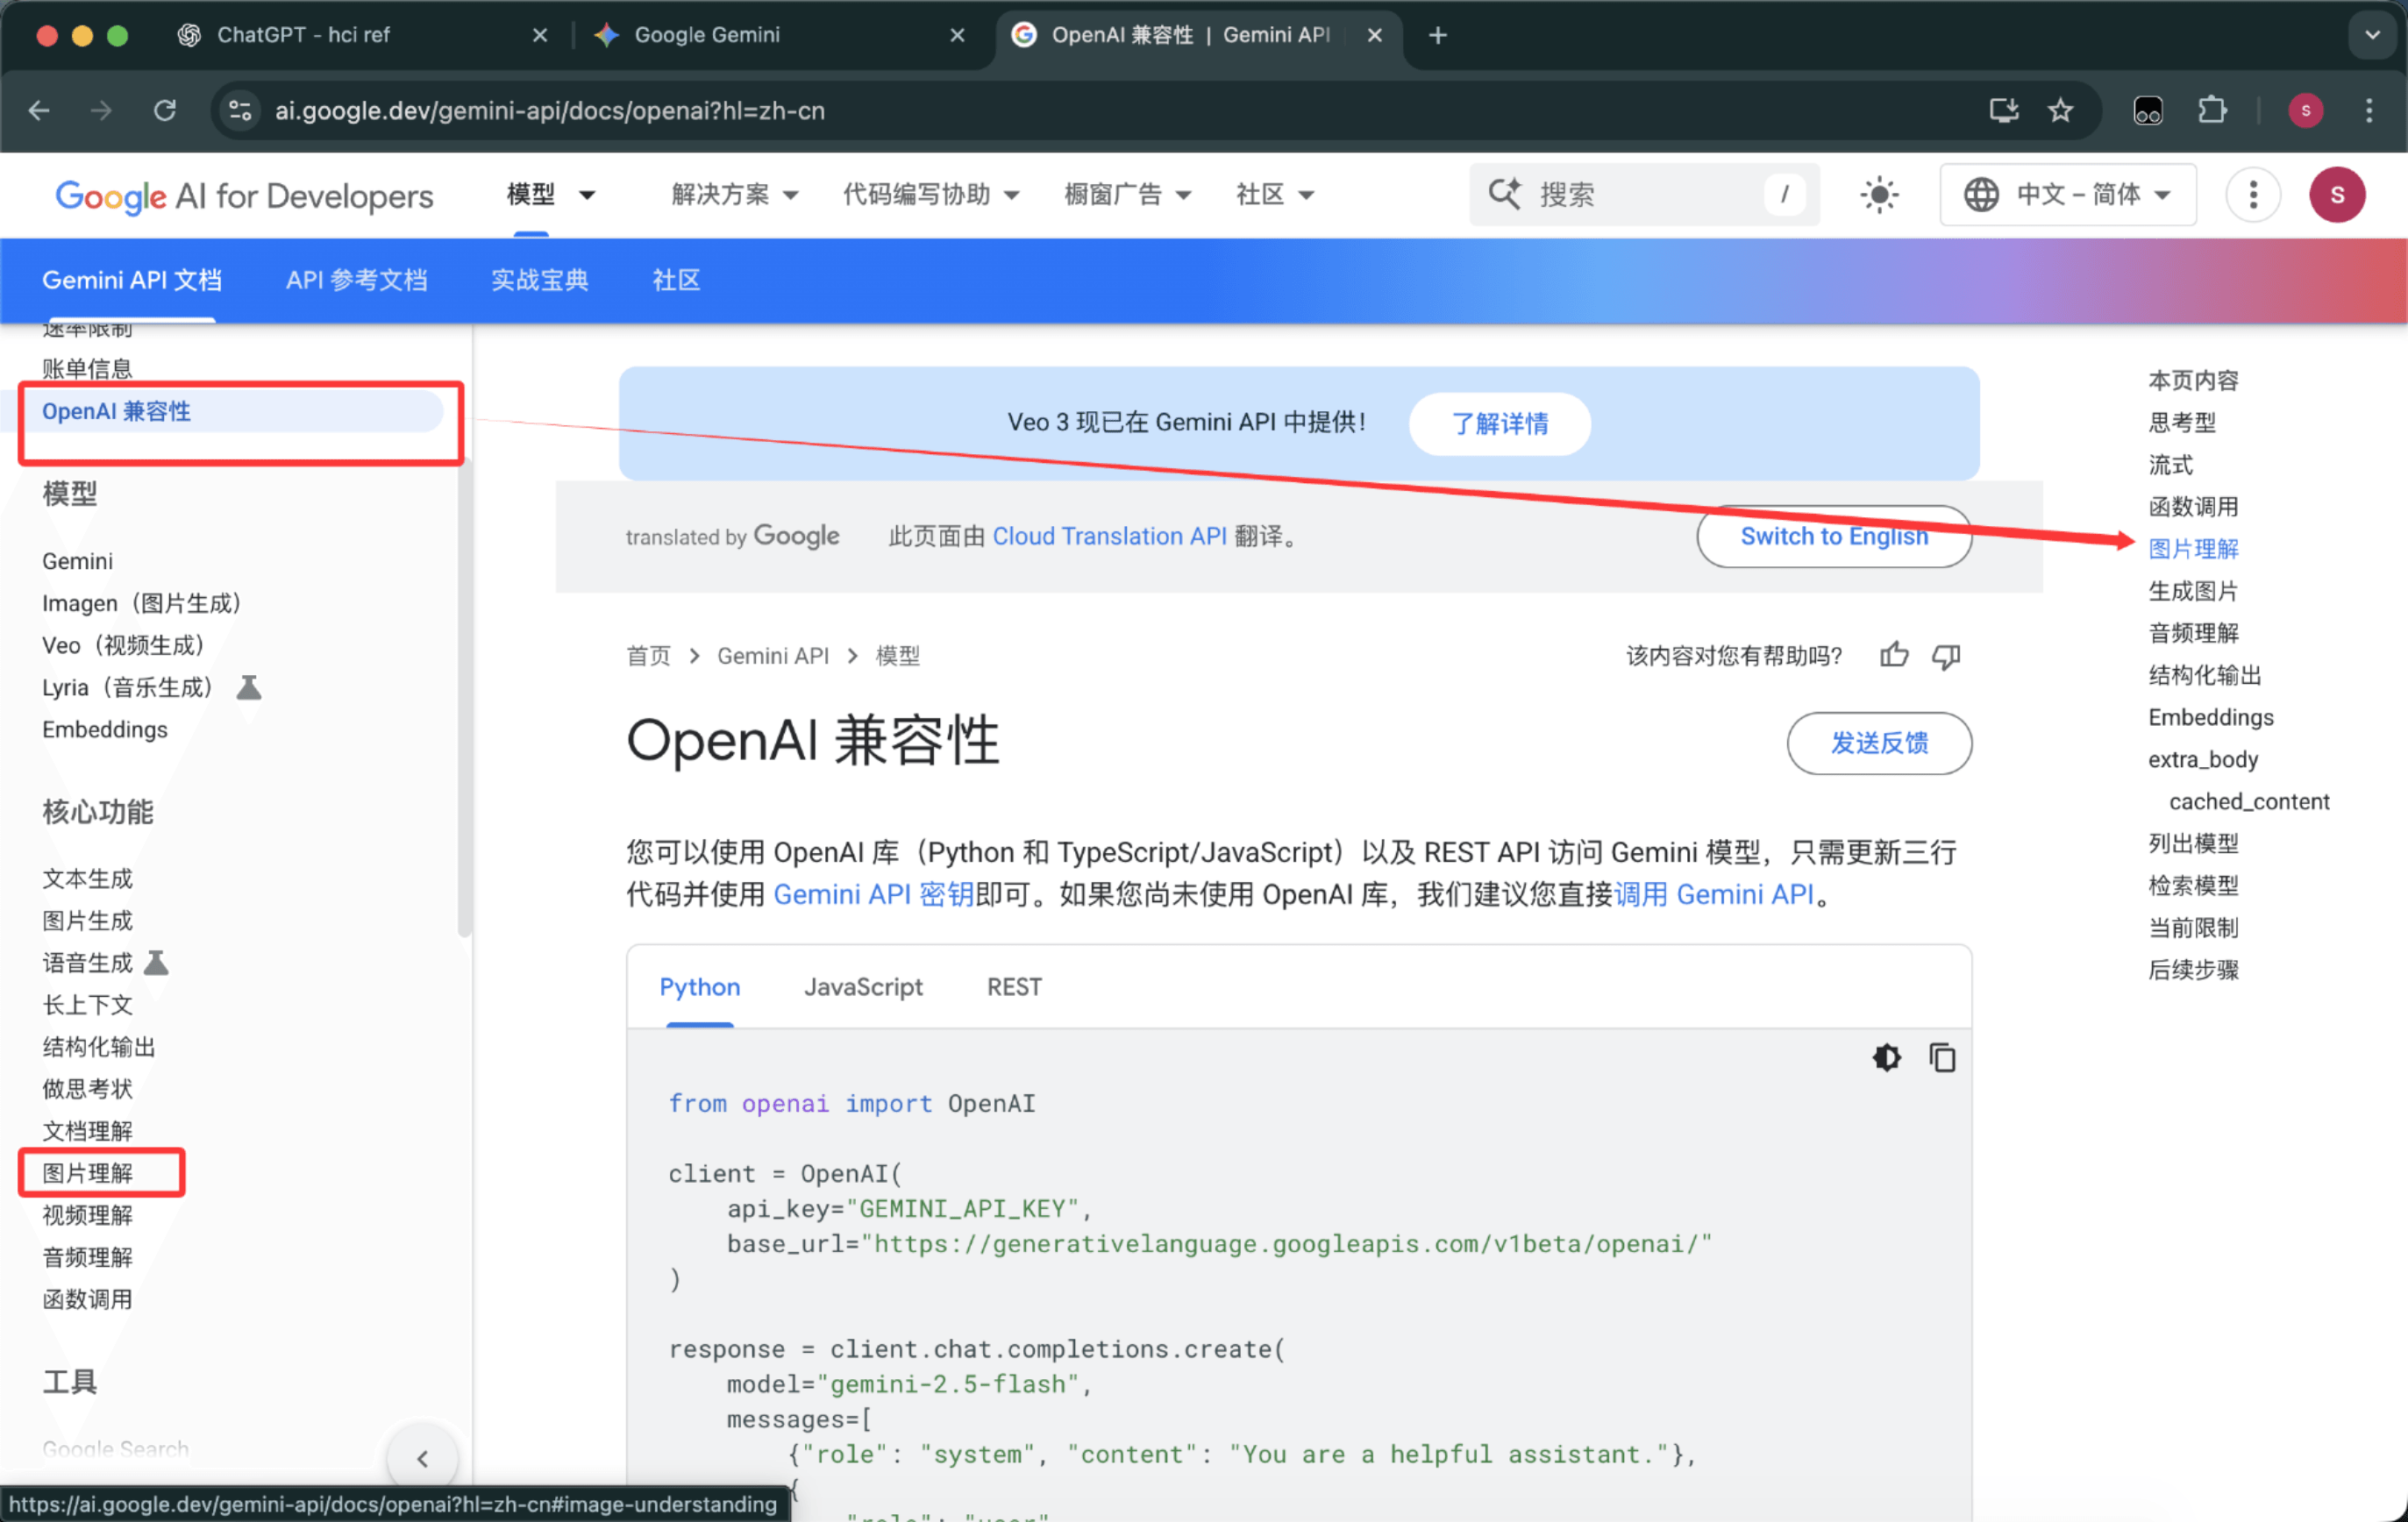 ChatGPT - hci ref
Google Gemini
OpenAI 兼容性 | Gemini API
ai.google.dev/gemini-api/docs/openai?hl=zh-cn
S
Google AI for Developers
模型
解决方案
代码编写协助
橱窗广告
社区
搜索
/
中文 – 简体
S
Gemini API 文档
API 参考文档
实战宝典
社区
速率限制
账单信息
OpenAI 兼容性
模型
Gemini
Imagen（图片生成）
Veo（视频生成）
Lyria（音乐生成）
Embeddings
核心功能
文本生成
图片生成
语音生成
长上下文
结构化输出
做思考状
文档理解
图片理解
视频理解
音频理解
函数调用
工具
Google Search
https://ai.google.dev/gemini-api/docs/openai?hl=zh-cn#image-understanding
Veo 3 现已在 Gemini API 中提供！
了解详情
translated by Google
此页面由 Cloud Translation API 翻译。
Switch to English
首页 > Gemini API > 模型
该内容对您有帮助吗？
OpenAI 兼容性
发送反馈
您可以使用 OpenAI 库（Python 和 TypeScript/JavaScript）以及 REST API 访问 Gemini 模型，只需更新三行
代码并使用 Gemini API 密钥即可。如果您尚未使用 OpenAI 库，我们建议您直接调用 Gemini API。
Python
JavaScript
REST
from openai import OpenAI
client = OpenAI(
api_key="GEMINI_API_KEY",
base_url="https://generativelanguage.googleapis.com/v1beta/openai/"
)
response = client.chat.completions.create(
model="gemini-2.5-flash",
messages=[
{"role": "system", "content": "You are a helpful assistant."},
{
"role": "user"
本页内容
思考型
流式
函数调用
图片理解
生成图片
音频理解
结构化输出
Embeddings
extra_body
cached_content
列出模型
检索模型
当前限制
后续步骤